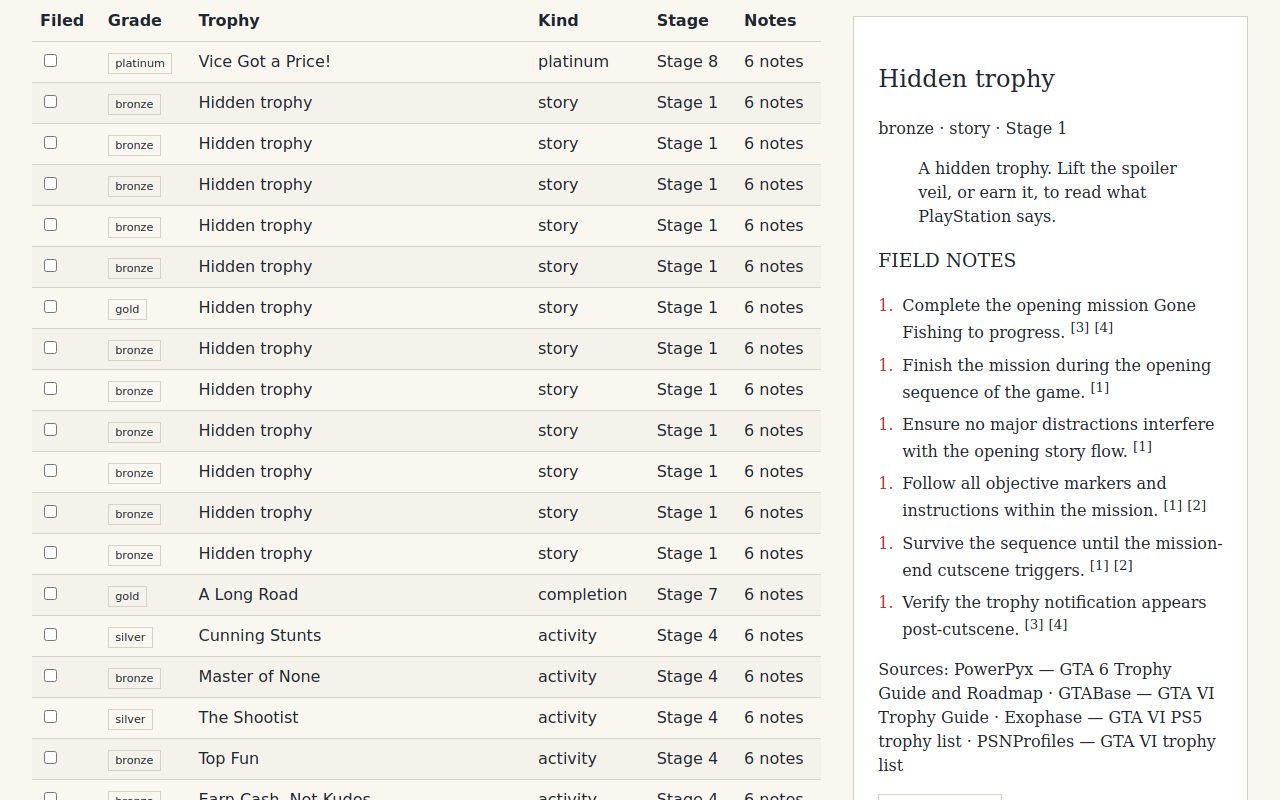 Filed Grade Trophy Kind Stage Notes
platinum Vice Got a Price! platinum Stage 8 6 notes
bronze Hidden trophy story Stage 1 6 notes
bronze Hidden trophy story Stage 1 6 notes
bronze Hidden trophy story Stage 1 6 notes
bronze Hidden trophy story Stage 1 6 notes
bronze Hidden trophy story Stage 1 6 notes
gold Hidden trophy story Stage 1 6 notes
bronze Hidden trophy story Stage 1 6 notes
bronze Hidden trophy story Stage 1 6 notes
bronze Hidden trophy story Stage 1 6 notes
bronze Hidden trophy story Stage 1 6 notes
bronze Hidden trophy story Stage 1 6 notes
bronze Hidden trophy story Stage 1 6 notes
gold A Long Road completion Stage 7 6 notes
silver Cunning Stunts activity Stage 4 6 notes
bronze Master of None activity Stage 4 6 notes
silver The Shootist activity Stage 4 6 notes
bronze Top Fun activity Stage 4 6 notes
bronze Earn Cash, Not Kudos activity Stage 4 6 notes
Hidden trophy
bronze · story · Stage 1
A hidden trophy. Lift the spoiler
veil, or earn it, to read what
PlayStation says.
FIELD NOTES
1. Complete the opening mission Gone
Fishing to progress. [3] [4]
1. Finish the mission during the opening
sequence of the game. [1]
1. Ensure no major distractions interfere
with the opening story flow. [1]
1. Follow all objective markers and
instructions within the mission. [1] [2]
1. Survive the sequence until the mission-
end cutscene triggers. [1] [2]
1. Verify the trophy notification appears
post-cutscene. [3] [4]
Sources: PowerPyx — GTA 6 Trophy
Guide and Roadmap · GTABase — GTA VI
Trophy Guide · Exophase — GTA VI PS5
trophy list · PSNProfiles — GTA VI trophy
list